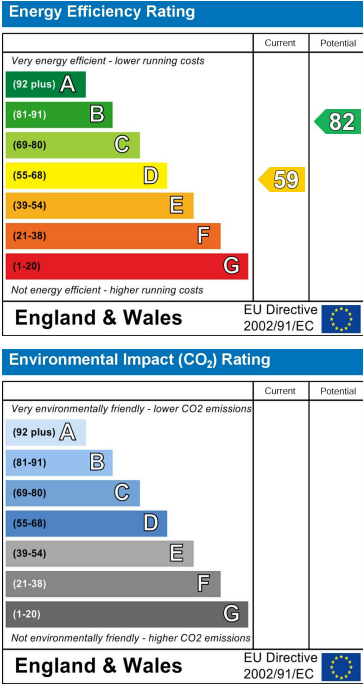 Energy Efficiency Rating
Current Potential
Very energy efficient - lower running costs
(92 plus) A
(81-91) B
82
(69-80) C
(55-68) D
59
(39-54) E
(21-38) F
(1-20) G
Not energy efficient - higher running costs
England & Wales
EU Directive
2002/91/EC
Environmental Impact (CO₂) Rating
Current Potential
Very environmentally friendly - lower CO2 emissions
(92 plus) A
(81-91) B
(69-80) C
(55-68) D
(39-54) E
(21-38) F
(1-20) G
Not environmentally friendly - higher CO2 emissions
England & Wales
EU Directive
2002/91/EC